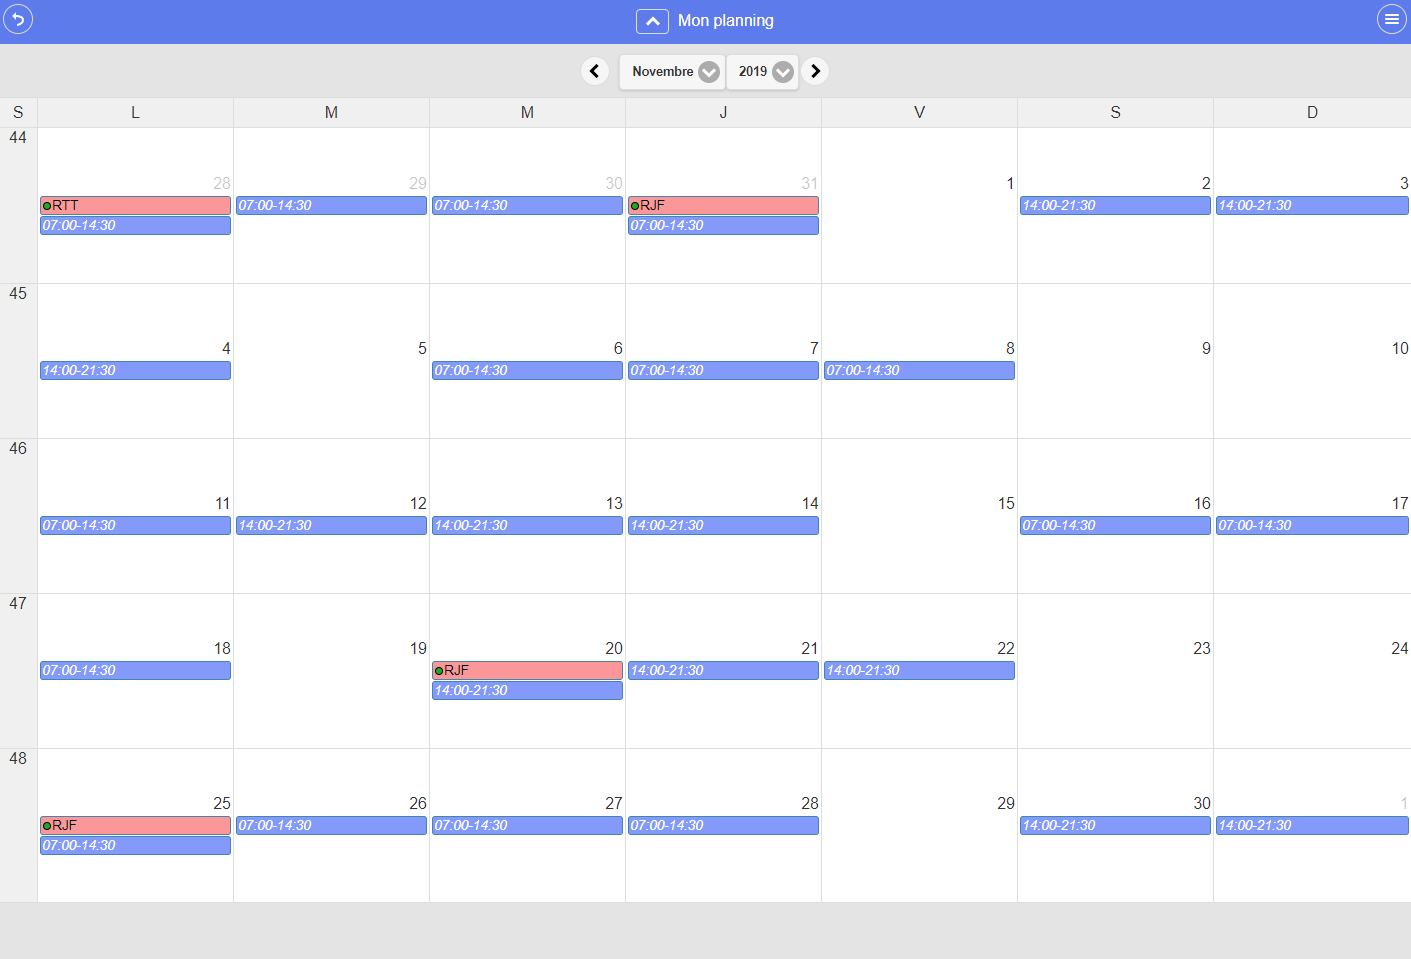 Mon planning
Novembre 2019
S L M M J V S D
44
28 29 30 31 1 2 3
RTT 07:00-14:30 07:00-14:30 RJF 14:00-21:30 14:00-21:30
07:00-14:30 07:00-14:30
45
4 5 6 7 8 9 10
14:00-21:30 07:00-14:30 07:00-14:30 07:00-14:30
46
11 12 13 14 15 16 17
07:00-14:30 14:00-21:30 14:00-21:30 14:00-21:30 07:00-14:30 07:00-14:30
47
18 19 20 21 22 23 24
07:00-14:30 RJF 14:00-21:30 14:00-21:30
14:00-21:30
48
25 26 27 28 29 30 1
RJF 07:00-14:30 07:00-14:30 07:00-14:30 14:00-21:30 14:00-21:30
07:00-14:30